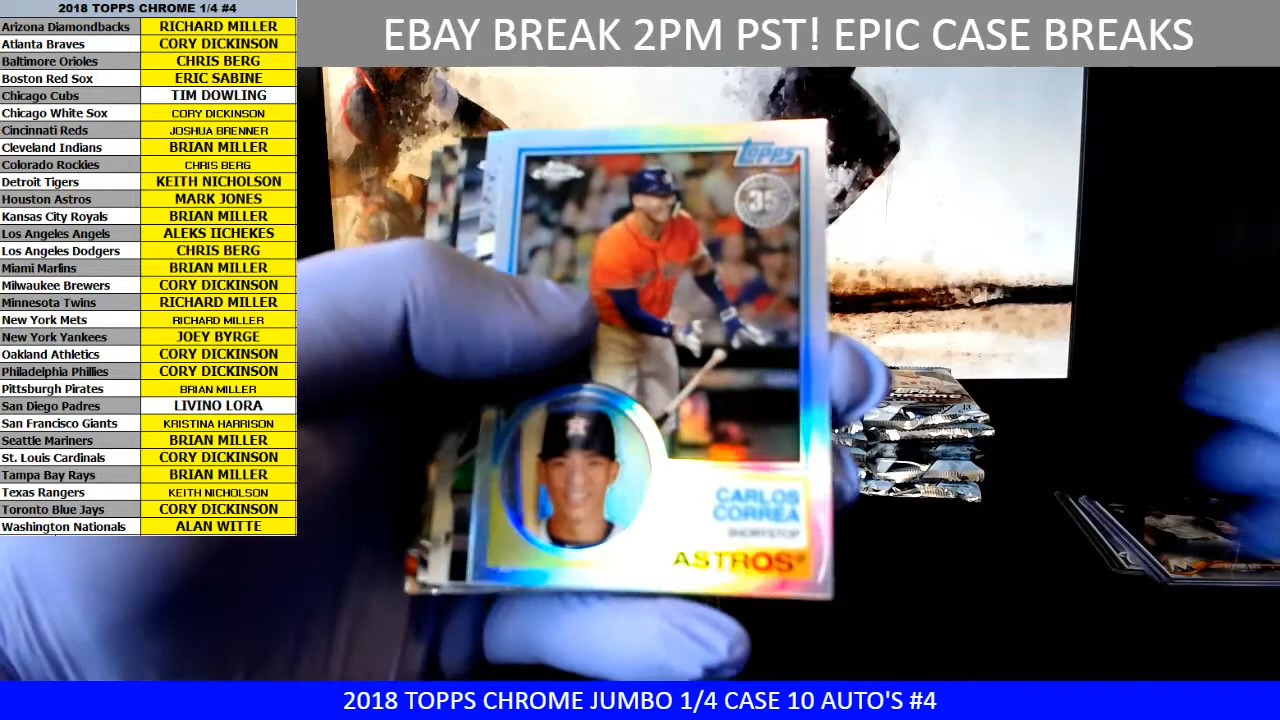 2018 TOPPS CHROME 1/4 #4
Arizona Diamondbacks RICHARD MILLER
Atlanta Braves CORY DICKINSON
Baltimore Orioles CHRIS BERG
Boston Red Sox ERIC SABINE
Chicago Cubs TIM DOWLING
Chicago White Sox CORY DICKINSON
Cincinnati Reds JOSHUA BRENNER
Cleveland Indians BRIAN MILLER
Colorado Rockies CHRIS BERG
Detroit Tigers KEITH NICHOLSON
Houston Astros MARK JONES
Kansas City Royals BRIAN MILLER
Los Angeles Angels ALEKS IICHEKES
Los Angeles Dodgers CHRIS BERG
Miami Marlins BRIAN MILLER
Milwaukee Brewers CORY DICKINSON
Minnesota Twins RICHARD MILLER
New York Mets RICHARD MILLER
New York Yankees JOEY BYRGE
Oakland Athletics CORY DICKINSON
Philadelphia Phillies CORY DICKINSON
Pittsburgh Pirates BRIAN MILLER
San Diego Padres LIVINO LORA
San Francisco Giants KRISTINA HARRISON
Seattle Mariners BRIAN MILLER
St. Louis Cardinals CORY DICKINSON
Tampa Bay Rays BRIAN MILLER
Texas Rangers KEITH NICHOLSON
Toronto Blue Jays CORY DICKINSON
Washington Nationals ALAN WITTE
EBAY BREAK 2PM PST! EPIC CASE BREAKS
Topps
35
CARLOS
CORREA
SHORTSTOP
ASTROS
2018 TOPPS CHROME JUMBO 1/4 CASE 10 AUTO'S #4